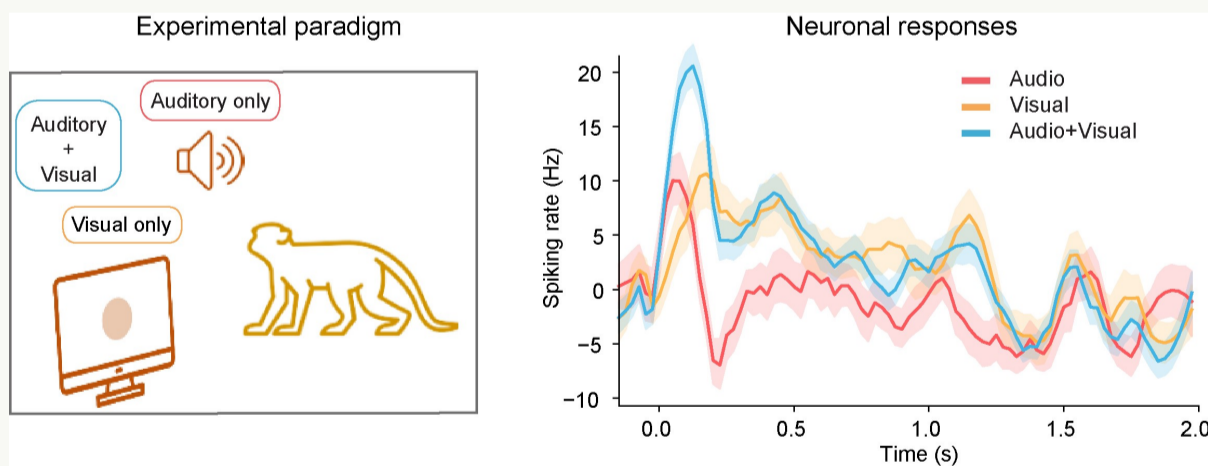 Experimental paradigm
Auditory only
Auditory
+
Visual
Visual only
Neuronal responses
Spiking rate (Hz)
20
15
10
5
0
−5
−10
Audio
Visual
Audio+Visual
0.0
0.5
1.0
1.5
2.0
Time (s)